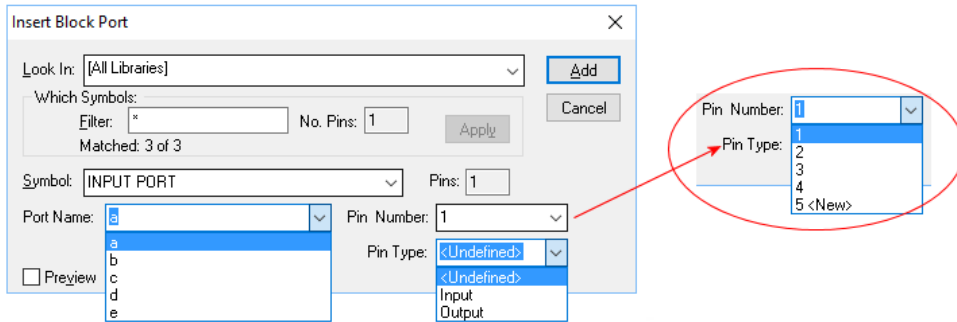 Insert Block Port
Look In: [All Libraries]
Add
Which Symbols:
Filter: *
No. Pins: 1
Apply
Cancel
Matched: 3 of 3
Symbol: INPUT PORT
Pins: 1
Port Name: a
a
b
c
d
e
Pin Number: 1
Pin Type: <Undefined>
<Undefined>
Input
Output
Preview
Pin Number: 1
1
2
3
4
5 <New>
Pin Type: